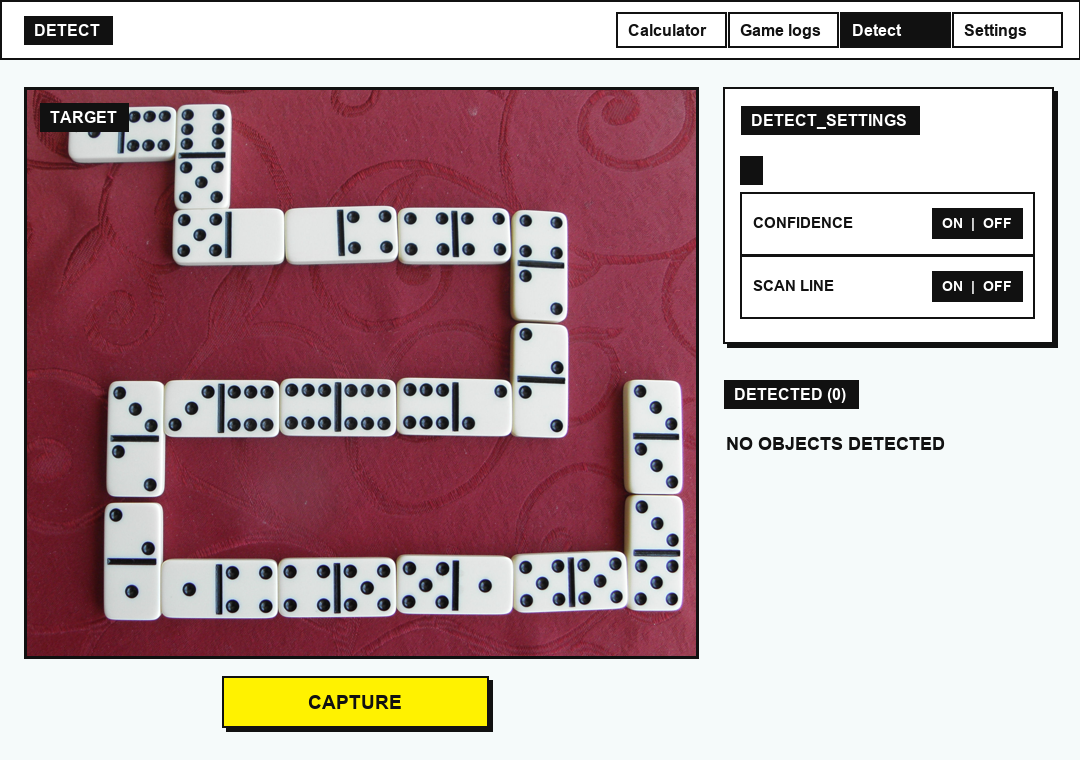 DETECT
Calculator
Game logs
Detect
Settings
TARGET
DETECT_SETTINGS
CONFIDENCE
ON | OFF
SCAN LINE
ON | OFF
DETECTED (0)
NO OBJECTS DETECTED
CAPTURE